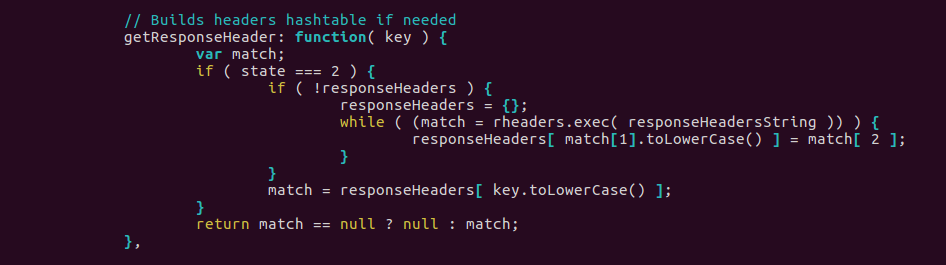 // Builds headers hashtable if needed
getResponseHeader: function( key ) {
var match;
if ( state === 2 ) {
if ( !responseHeaders ) {
responseHeaders = {};
while ( (match = rheaders.exec( responseHeadersString )) ) {
responseHeaders[ match[1].toLowerCase() ] = match[ 2 ];
}
}
match = responseHeaders[ key.toLowerCase() ];
}
return match == null ? null : match;
},